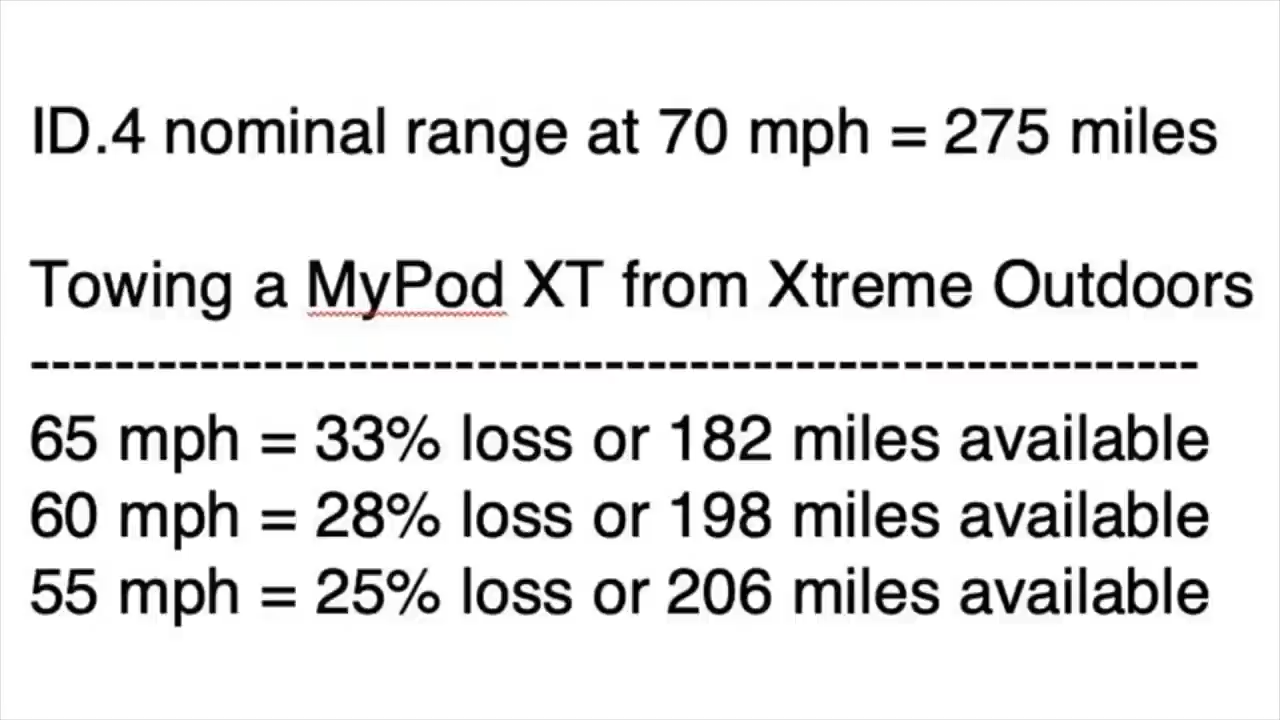 ID.4 nominal range at 70 mph = 275 miles
Towing a MyPod XT from Xtreme Outdoors
-------------------------------------------------------
65 mph = 33% loss or 182 miles available
60 mph = 28% loss or 198 miles available
55 mph = 25% loss or 206 miles available